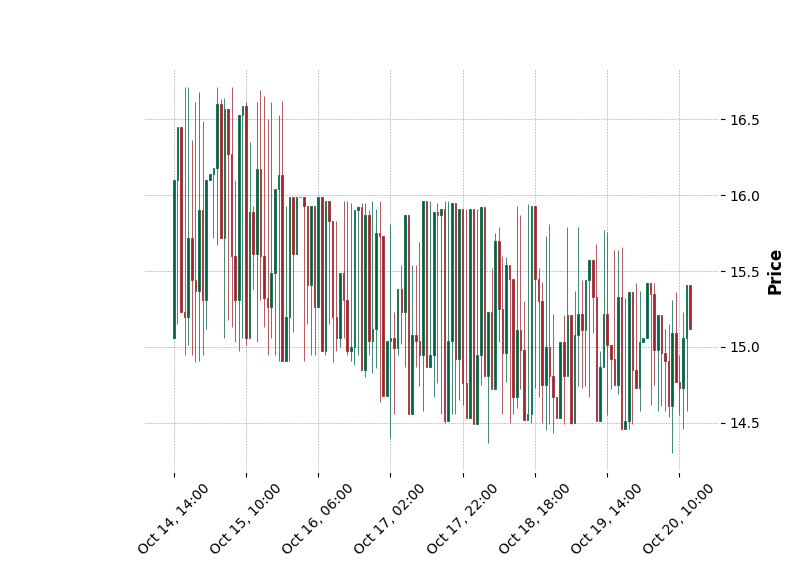 16.5
16.0
15.5
15.0
14.5
Price
Oct 14, 14:00
Oct 15, 10:00
Oct 16, 06:00
Oct 17, 02:00
Oct 17, 22:00
Oct 18, 18:00
Oct 19, 14:00
Oct 20, 10:00